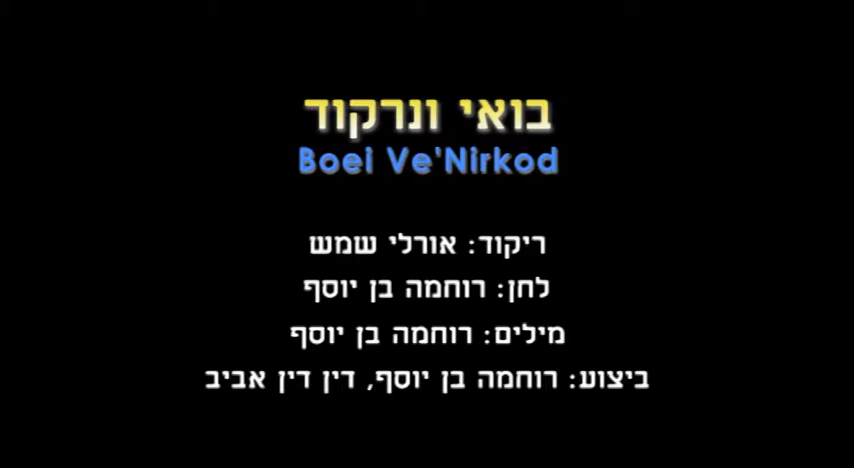 בואי ונרקוד
Boei Ve'Nirkod
ריקוד: אורלי שמש
לחן: רוחמה בן יוסף
מילים: רוחמה בן יוסף
ביצוע: רוחמה בן יוסף, דין דין אביב